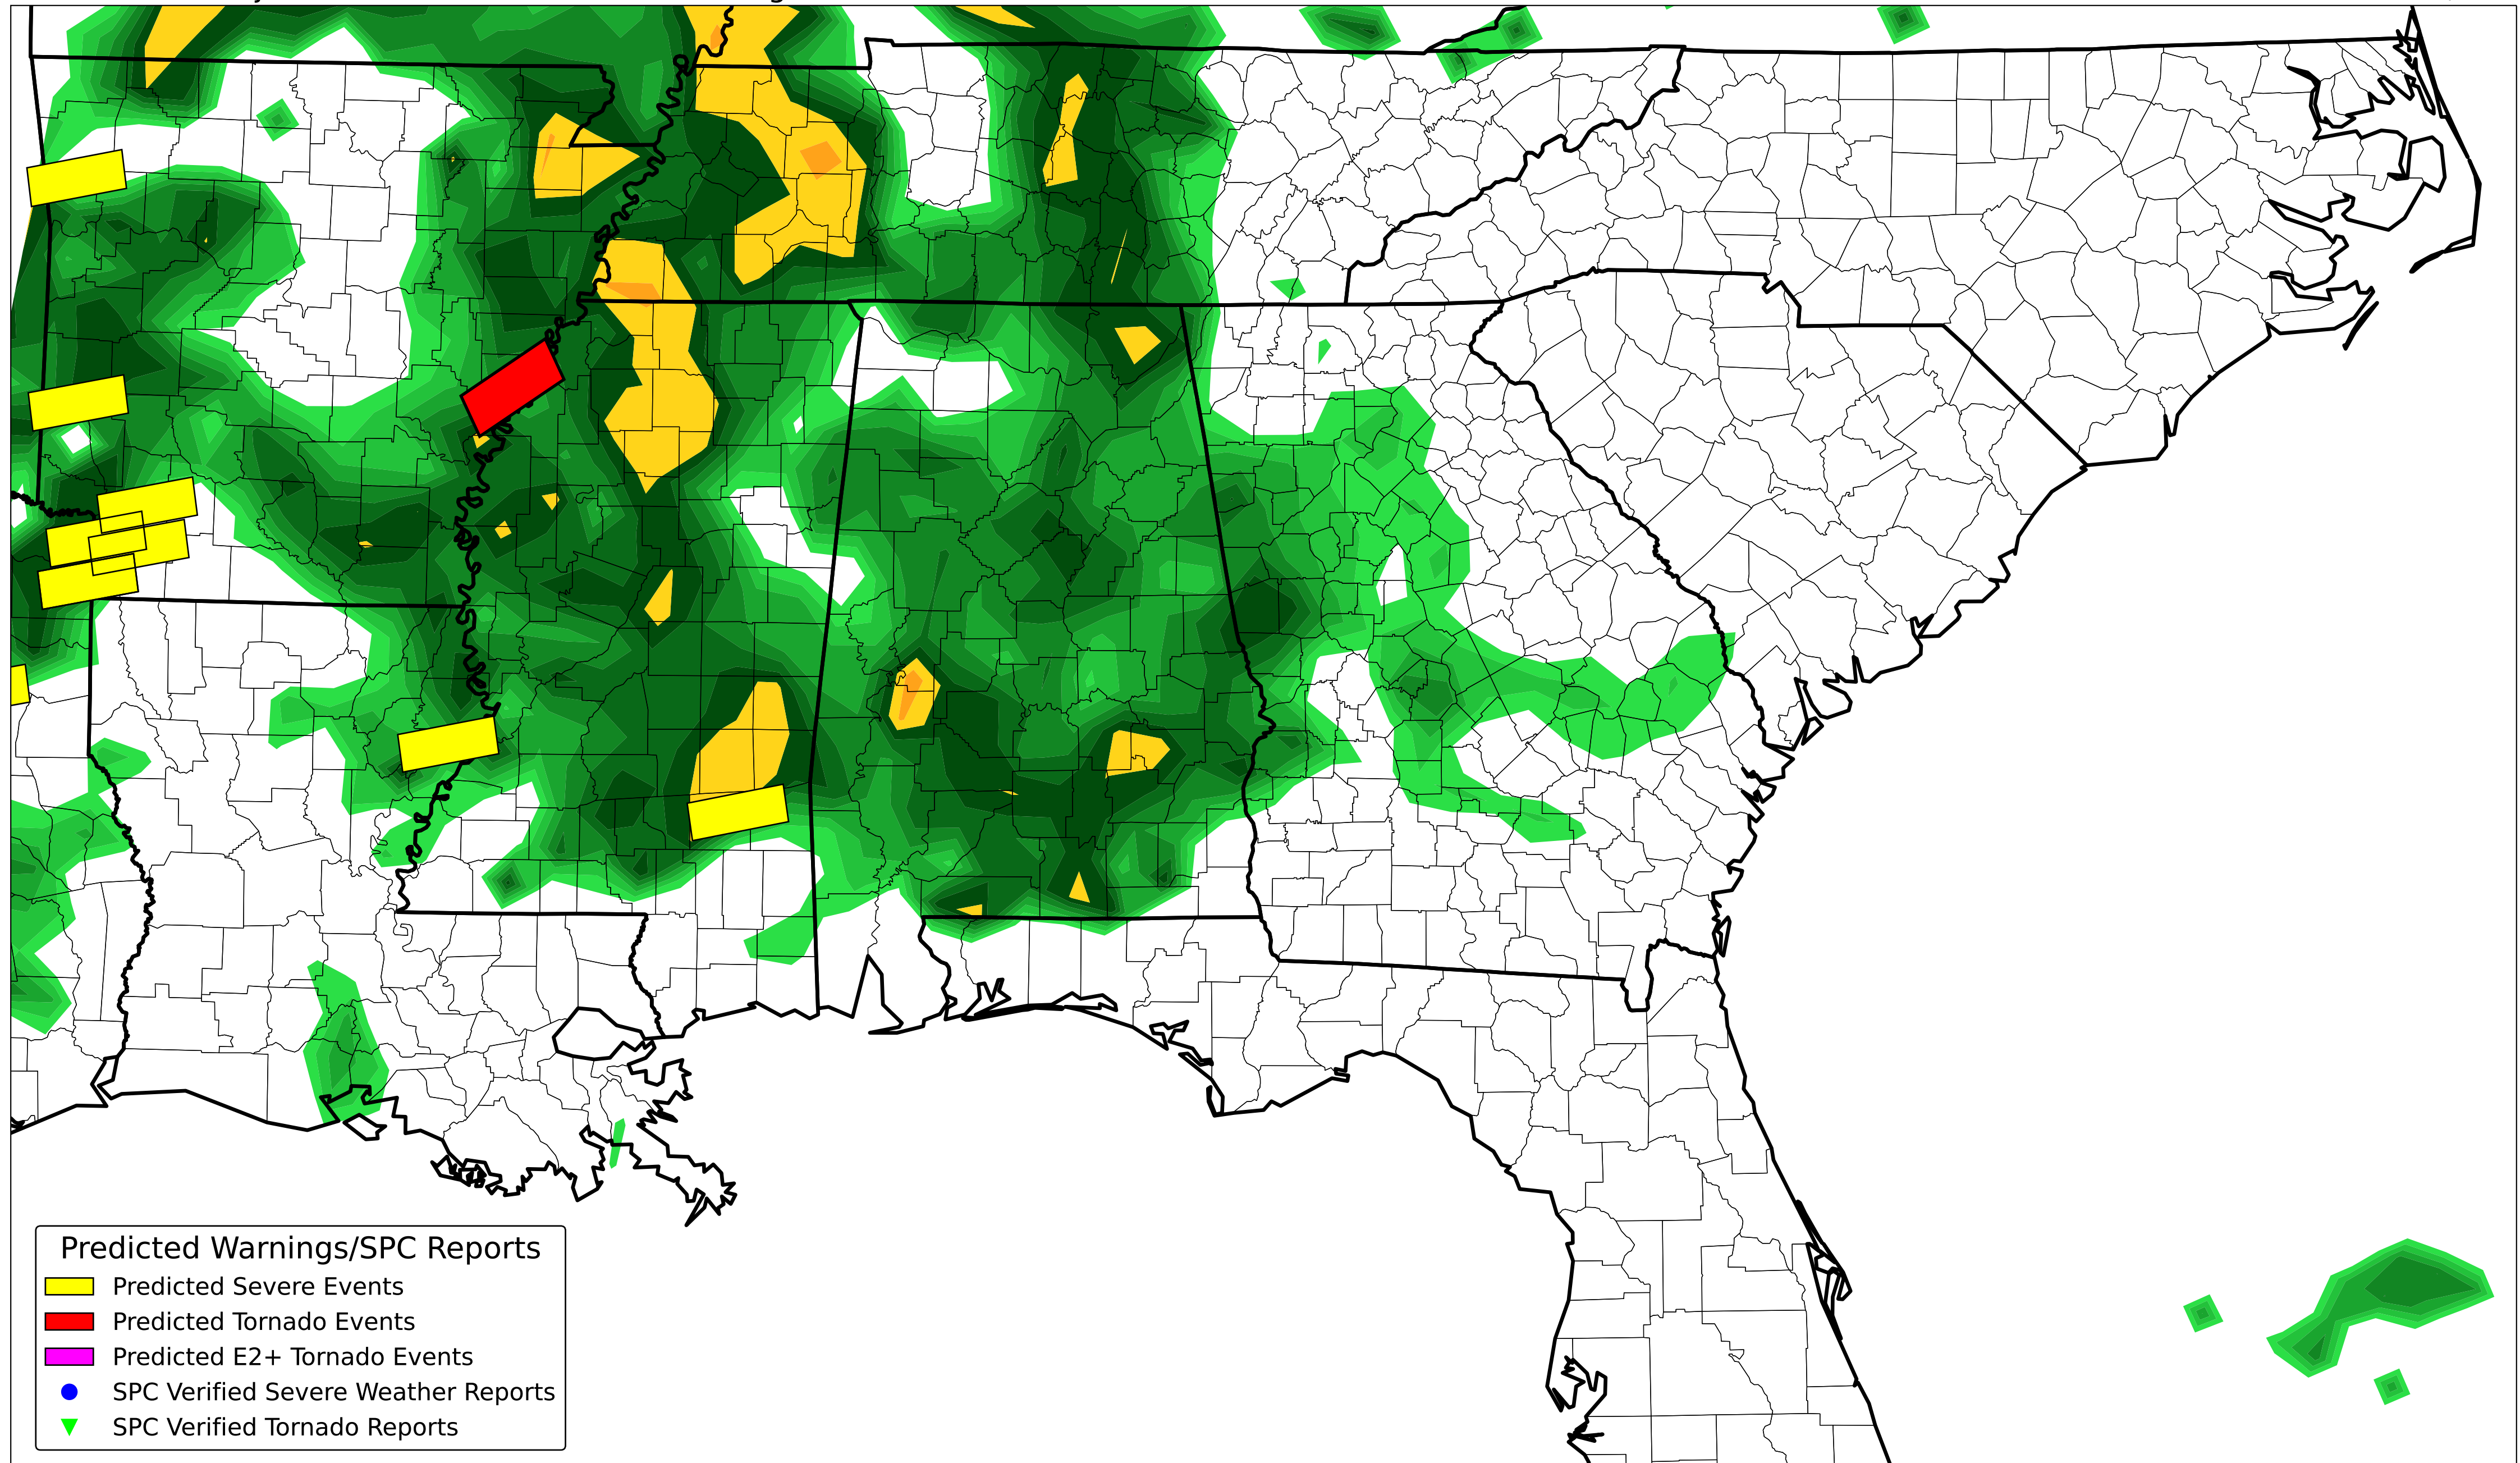 Predicted Warnings/SPC Reports
Predicted Severe Events
Predicted Tornado Events
Predicted E2+ Tornado Events
SPC Verified Severe Weather Reports
SPC Verified Tornado Reports